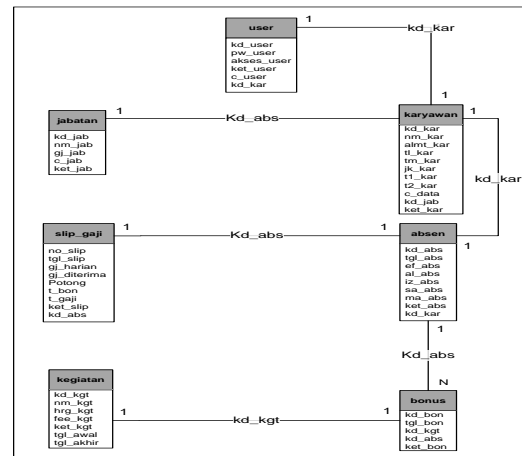 user
kd_user
pw_user
akses_user
ket_user
c_user
kd_kar
1
kd_kar
1
jabatan
kd_jab
nm_jab
gj_jab
c_jab
ket_jab
1
Kd_abs
1
karyawan
kd_kar
nm_kar
almt_kar
tl_kar
tm_kar
jk_kar
t1_kar
t2_kar
c_data
kd_jab
ket_kar
1
kd_kar
1
slip_gaji
no_slip
tgl_slip
gj_harian
gj_diterima
Potong
t_bon
t_gaji
ket_slip
kd_abs
1
Kd_abs
1
absen
kd_abs
tgl_abs
ef_abs
al_abs
iz_abs
sa_abs
ma_abs
ket_abs
kd_kar
1
Kd_abs
N
kegiatan
kd_kgt
nm_kgt
hrg_kgt
fee_kgt
ket_kgt
tgl_awal
tgl_akhir
1
kd_kgt
1
bonus
kd_bon
tgl_bon
kd_kgt
kd_abs
ket_bon